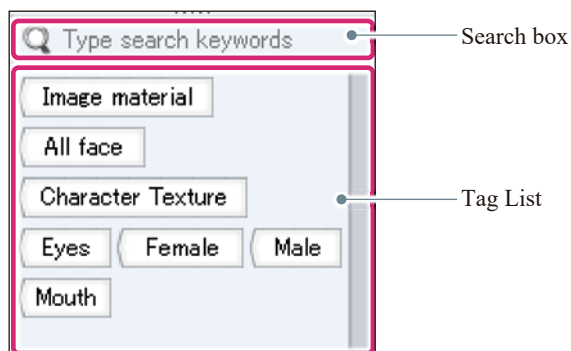 Type search keywords
Search box
Image material
All face
Character Texture
Tag List
Eyes Female Male
Mouth